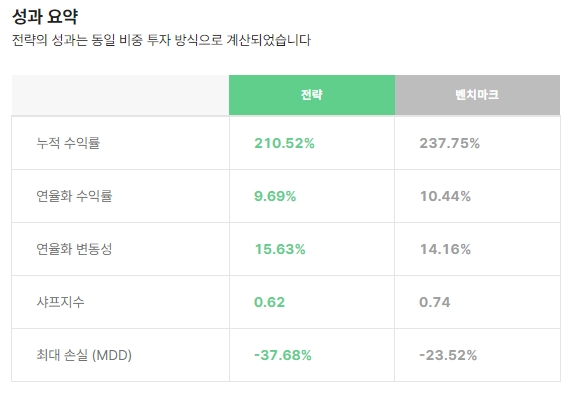 성과 요약
전략의 성과는 동일 비중 투자 방식으로 계산되었습니다
전략 벤치마크
누적 수익률 210.52% 237.75%
연율화 수익률 9.69% 10.44%
연율화 변동성 15.63% 14.16%
샤프지수 0.62 0.74
최대 손실 (MDD) -37.68% -23.52%